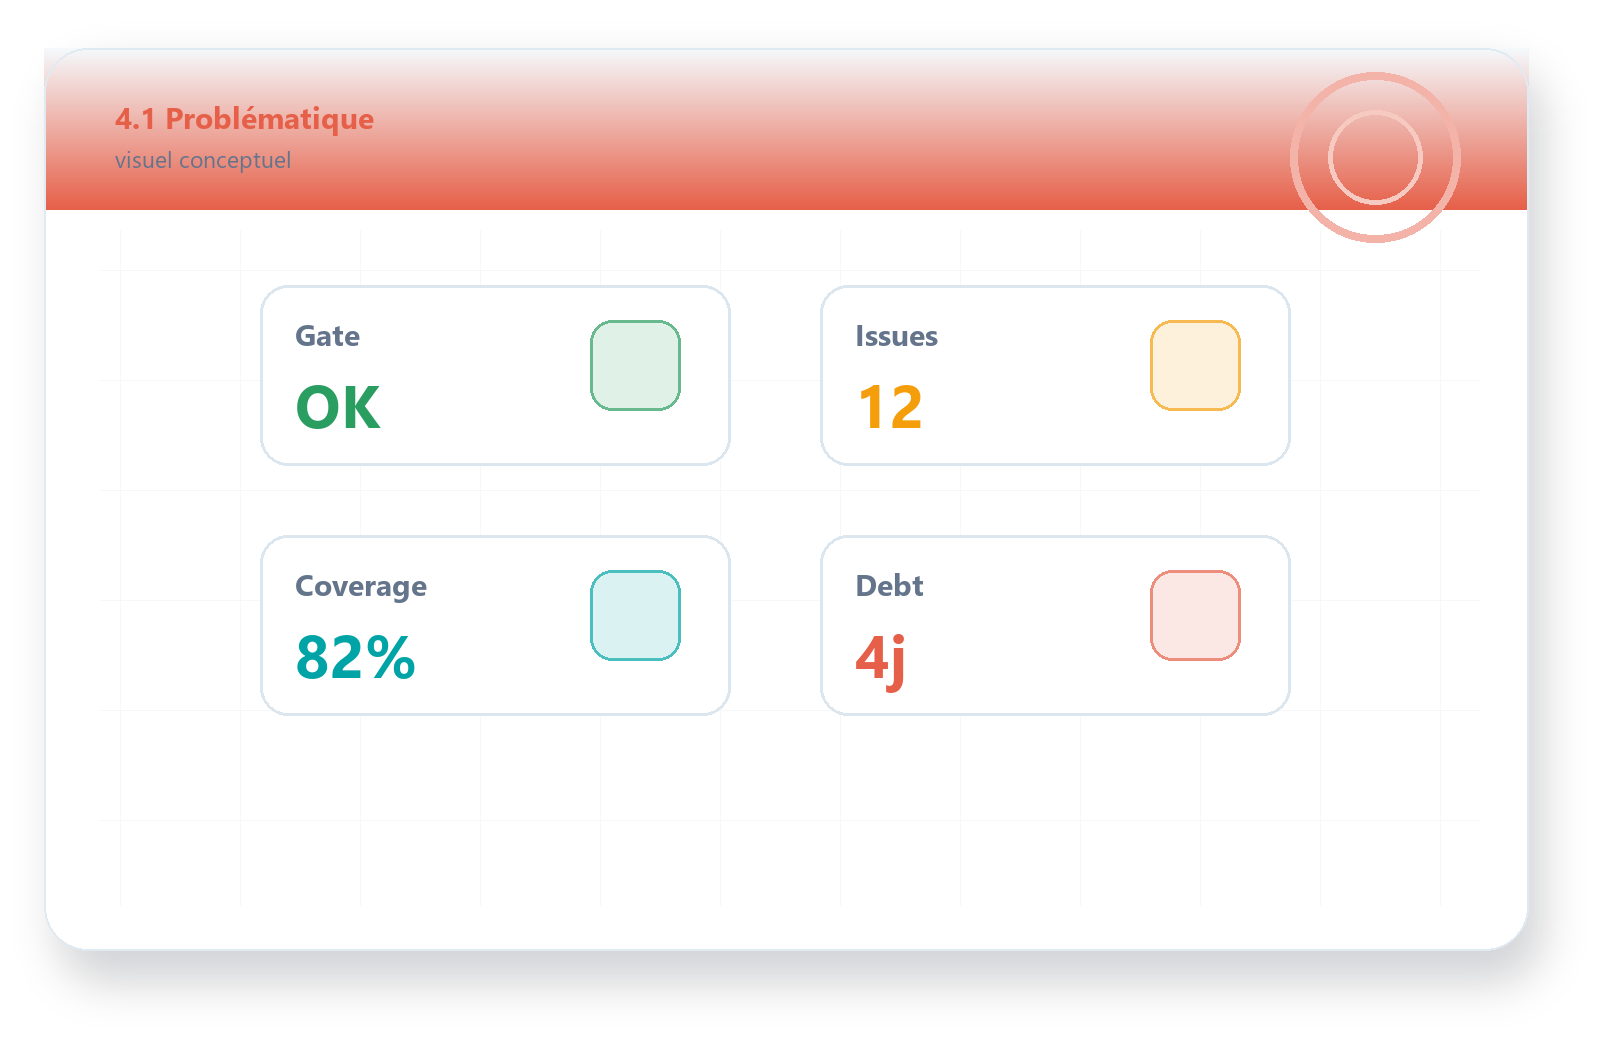 4.1 Problématique
visuel conceptuel
Gate
OK
Issues
12
Coverage
82%
Debt
4j